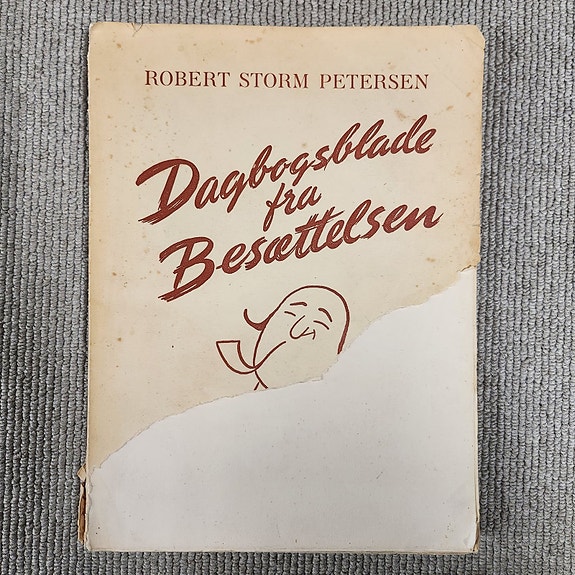 ROBERT STORM PETERSEN
Dagbogsblade
fra
Besættelsen